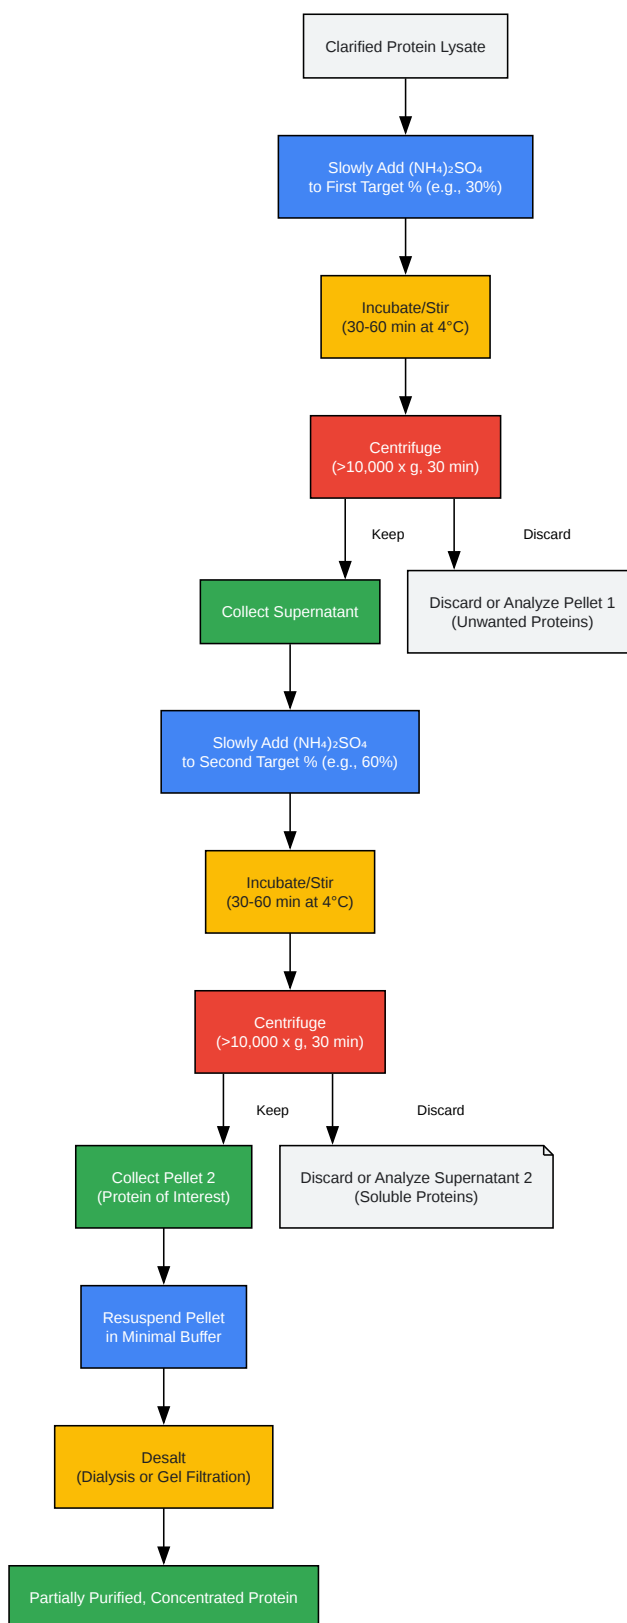 Clarified Protein Lysate
Slowly Add (NH₄)₂SO₄
to First Target % (e.g., 30%)
Incubate/Stir
(30-60 min at 4°C)
Centrifuge
(>10,000 x g, 30 min)
Keep
Discard
Collect Supernatant
Discard or Analyze Pellet 1
(Unwanted Proteins)
Slowly Add (NH₄)₂SO₄
to Second Target % (e.g., 60%)
Incubate/Stir
(30-60 min at 4°C)
Centrifuge
(>10,000 x g, 30 min)
Keep
Discard
Collect Pellet 2
(Protein of Interest)
Discard or Analyze Supernatant 2
(Soluble Proteins)
Resuspend Pellet
in Minimal Buffer
Desalt
(Dialysis or Gel Filtration)
Partially Purified, Concentrated Protein